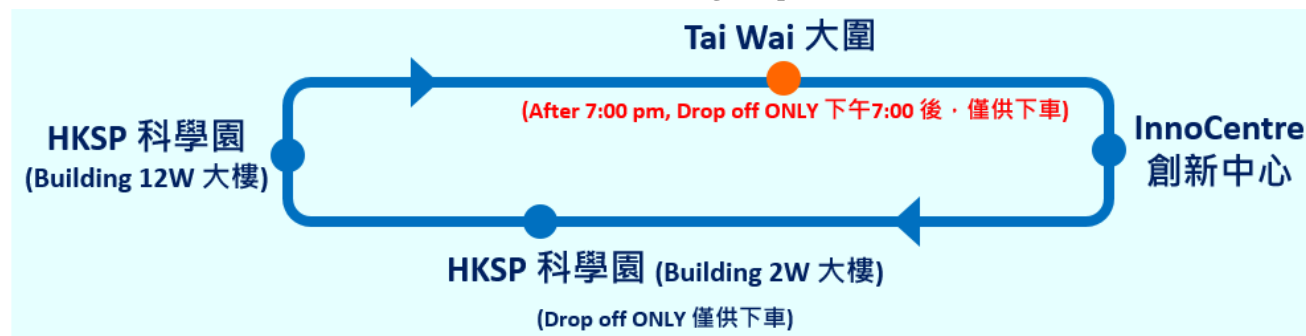 Tai Wai 大圍
(After 7:00 pm, Drop off ONLY 下午7:00 後，僅供下車)
HKSP 科學園
(Building 12W 大樓)
InnoCentre
創新中心
HKSP 科學園 (Building 2W 大樓)
(Drop off ONLY 僅供下車)